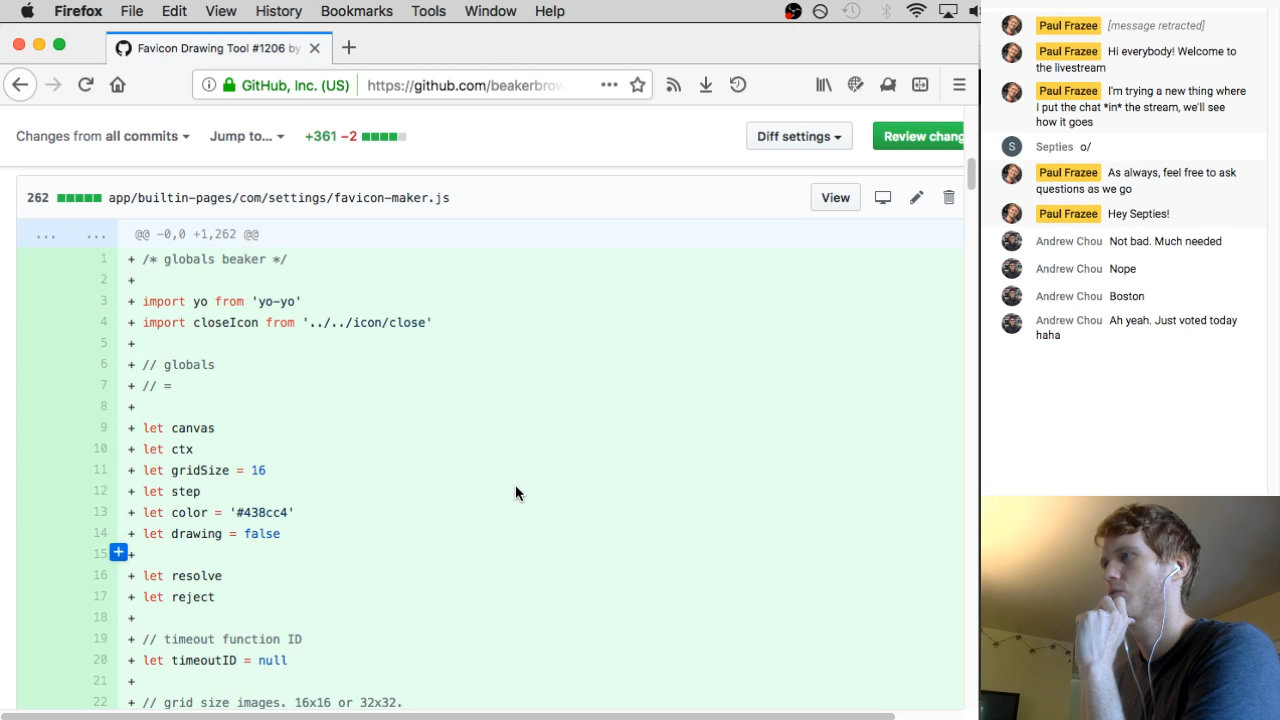 Firefox File Edit View History Bookmarks Tools Window Help
Favicon Drawing Tool #1206 by
GitHub, Inc. (US) https://github.com/beakerbrow
Changes from all commits Jump to... +361 −2 Diff settings Review chang
262 app/builtin-pages/com/settings/favicon-maker.js View
... ... @@ -0,0 +1,262 @@
1 + /* globals beaker */
2 +
3 + import yo from 'yo-yo'
4 + import closeIcon from '../../icon/close'
5 +
6 + // globals
7 + // =
8 +
9 + let canvas
10 + let ctx
11 + let gridSize = 16
12 + let step
13 + let color = '#438cc4'
14 + let drawing = false
15 + +
16 + let resolve
17 + let reject
18 +
19 + // timeout function ID
20 + let timeoutID = null
21 +
22 + // grid size images. 16x16 or 32x32.
Paul Frazee [message retracted]
Paul Frazee Hi everybody! Welcome to
the livestream
Paul Frazee I'm trying a new thing where
I put the chat *in* the stream, we'll see
how it goes
S Septies o/
Paul Frazee As always, feel free to ask
questions as we go
Paul Frazee Hey Septies!
Andrew Chou Not bad. Much needed
Andrew Chou Nope
Andrew Chou Boston
Andrew Chou Ah yeah. Just voted today
haha